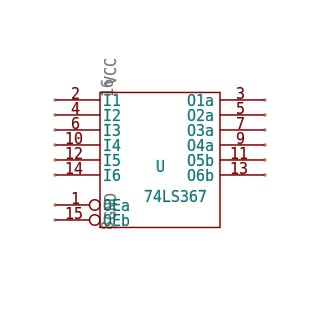 VCC
16
2 I1 O1a 3
4 I2 O2a 5
6 I3 O3a 7
10 I4 O4a 9
12 I5 O5b 11
14 I6 O6b 13
U
74LS367
1 OEa
15 OEb
GND